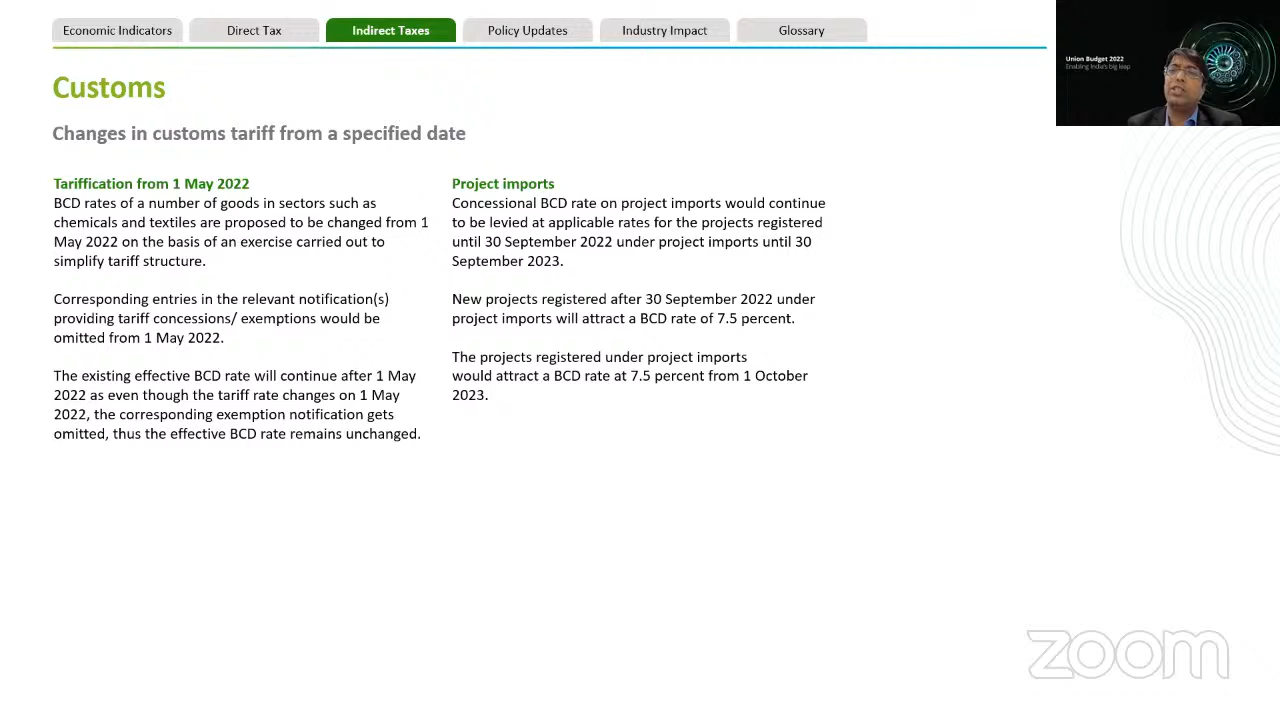 Economic Indicators
Direct Tax
Indirect Taxes
Policy Updates
Industry Impact
Glossary
Union Budget 2022
Enabling India's big leap
Customs
Changes in customs tariff from a specified date
Tariffication from 1 May 2022
BCD rates of a number of goods in sectors such as
chemicals and textiles are proposed to be changed from 1
May 2022 on the basis of an exercise carried out to
simplify tariff structure.
Corresponding entries in the relevant notification(s)
providing tariff concessions/ exemptions would be
omitted from 1 May 2022.
The existing effective BCD rate will continue after 1 May
2022 as even though the tariff rate changes on 1 May
2022, the corresponding exemption notification gets
omitted, thus the effective BCD rate remains unchanged.
Project imports
Concessional BCD rate on project imports would continue
to be levied at applicable rates for the projects registered
until 30 September 2022 under project imports until 30
September 2023.
New projects registered after 30 September 2022 under
project imports will attract a BCD rate of 7.5 percent.
The projects registered under project imports
would attract a BCD rate at 7.5 percent from 1 October
2023.
zoom